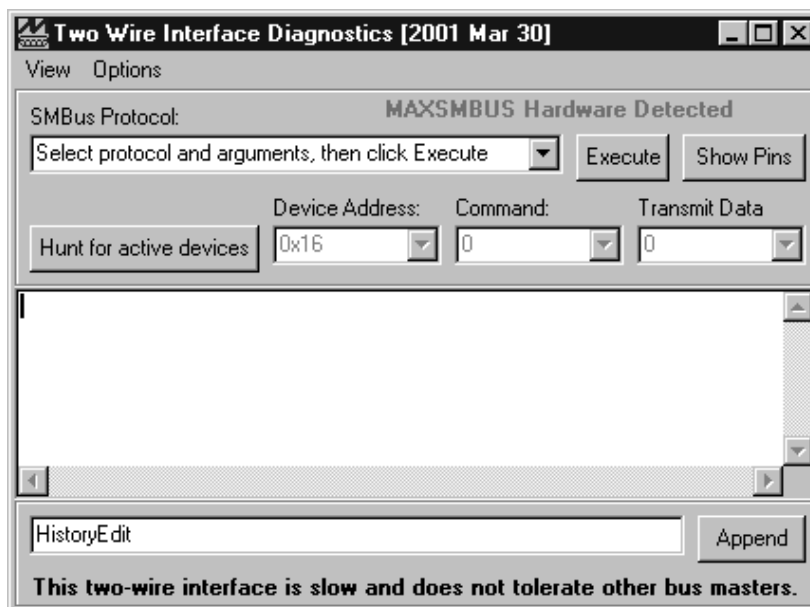 Two Wire Interface Diagnostics [2001 Mar 30]
View Options
SMBus Protocol:
MAXSMBUS Hardware Detected
Select protocol and arguments, then click Execute
Execute
Show Pins
Hunt for active devices
Device Address:
Command:
Transmit Data
0x16
0
0
HistoryEdit
Append
This two-wire interface is slow and does not tolerate other bus masters.